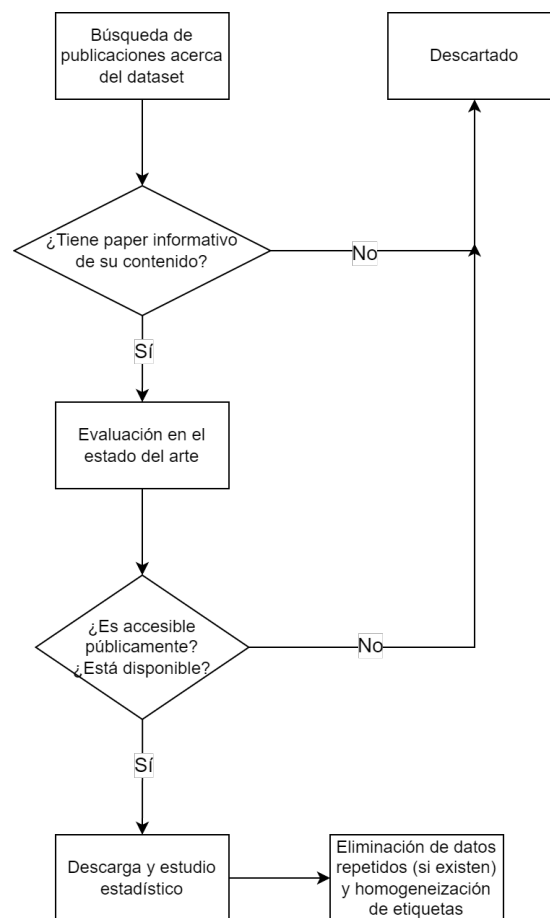 Búsqueda de
publicaciones acerca
del dataset
Descartado
¿Tiene paper informativo
de su contenido?
No
Sí
Evaluación en el
estado del arte
¿Es accesible
públicamente?
¿Está disponible?
No
Sí
Descarga y estudio
estadístico
Eliminación de datos
repetidos (si existen)
y homogeneización
de etiquetas